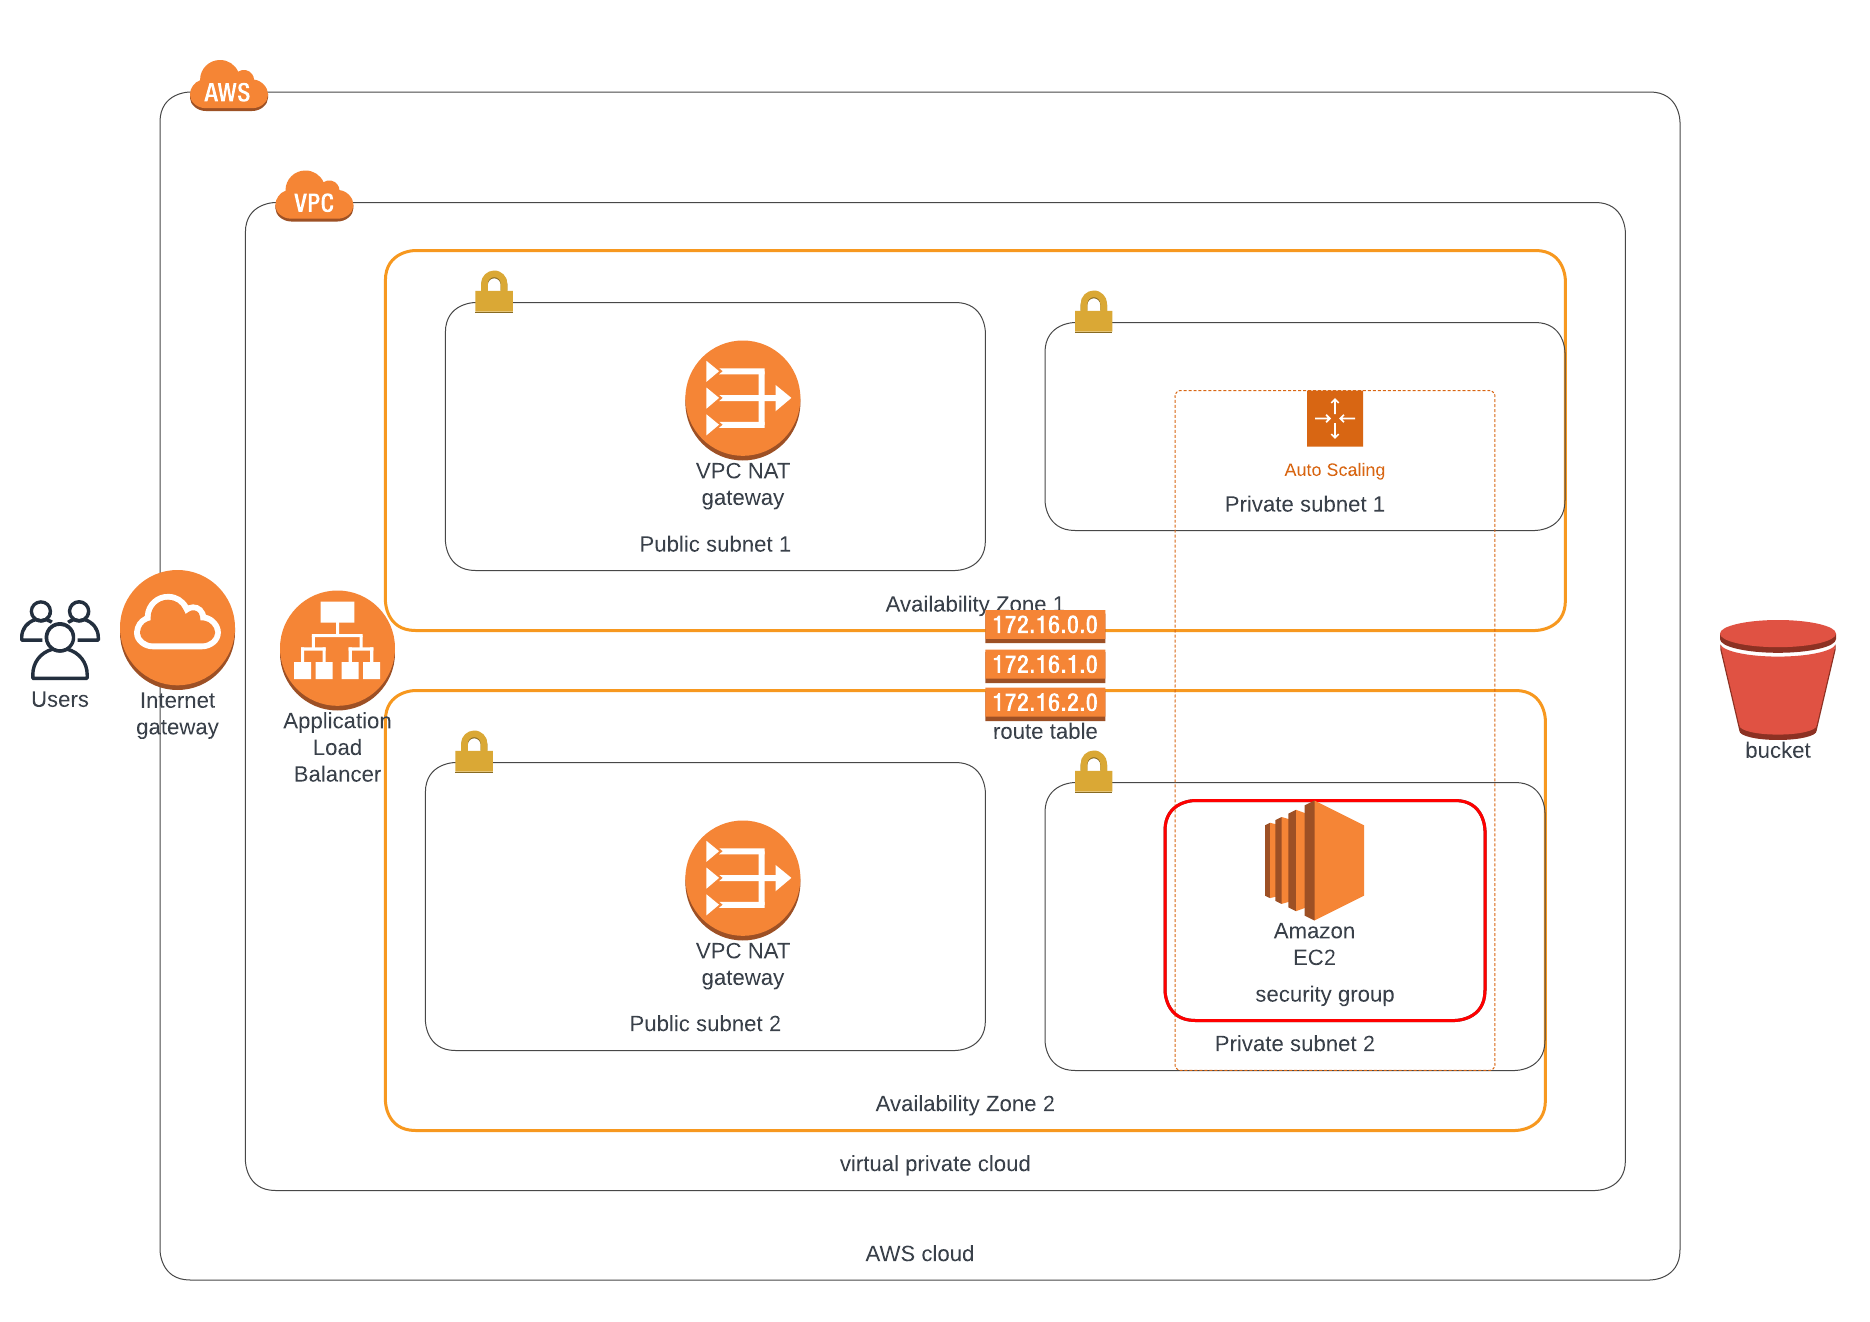 AWS
VPC
VPC NAT
gateway
Public subnet 1
Auto Scaling
Private subnet 1
Availability Zone 1
172.16.0.0
172.16.1.0
172.16.2.0
route table
Users
Internet
gateway
Application
Load
Balancer
bucket
VPC NAT
gateway
Public subnet 2
Amazon
EC2
security group
Private subnet 2
Availability Zone 2
virtual private cloud
AWS cloud